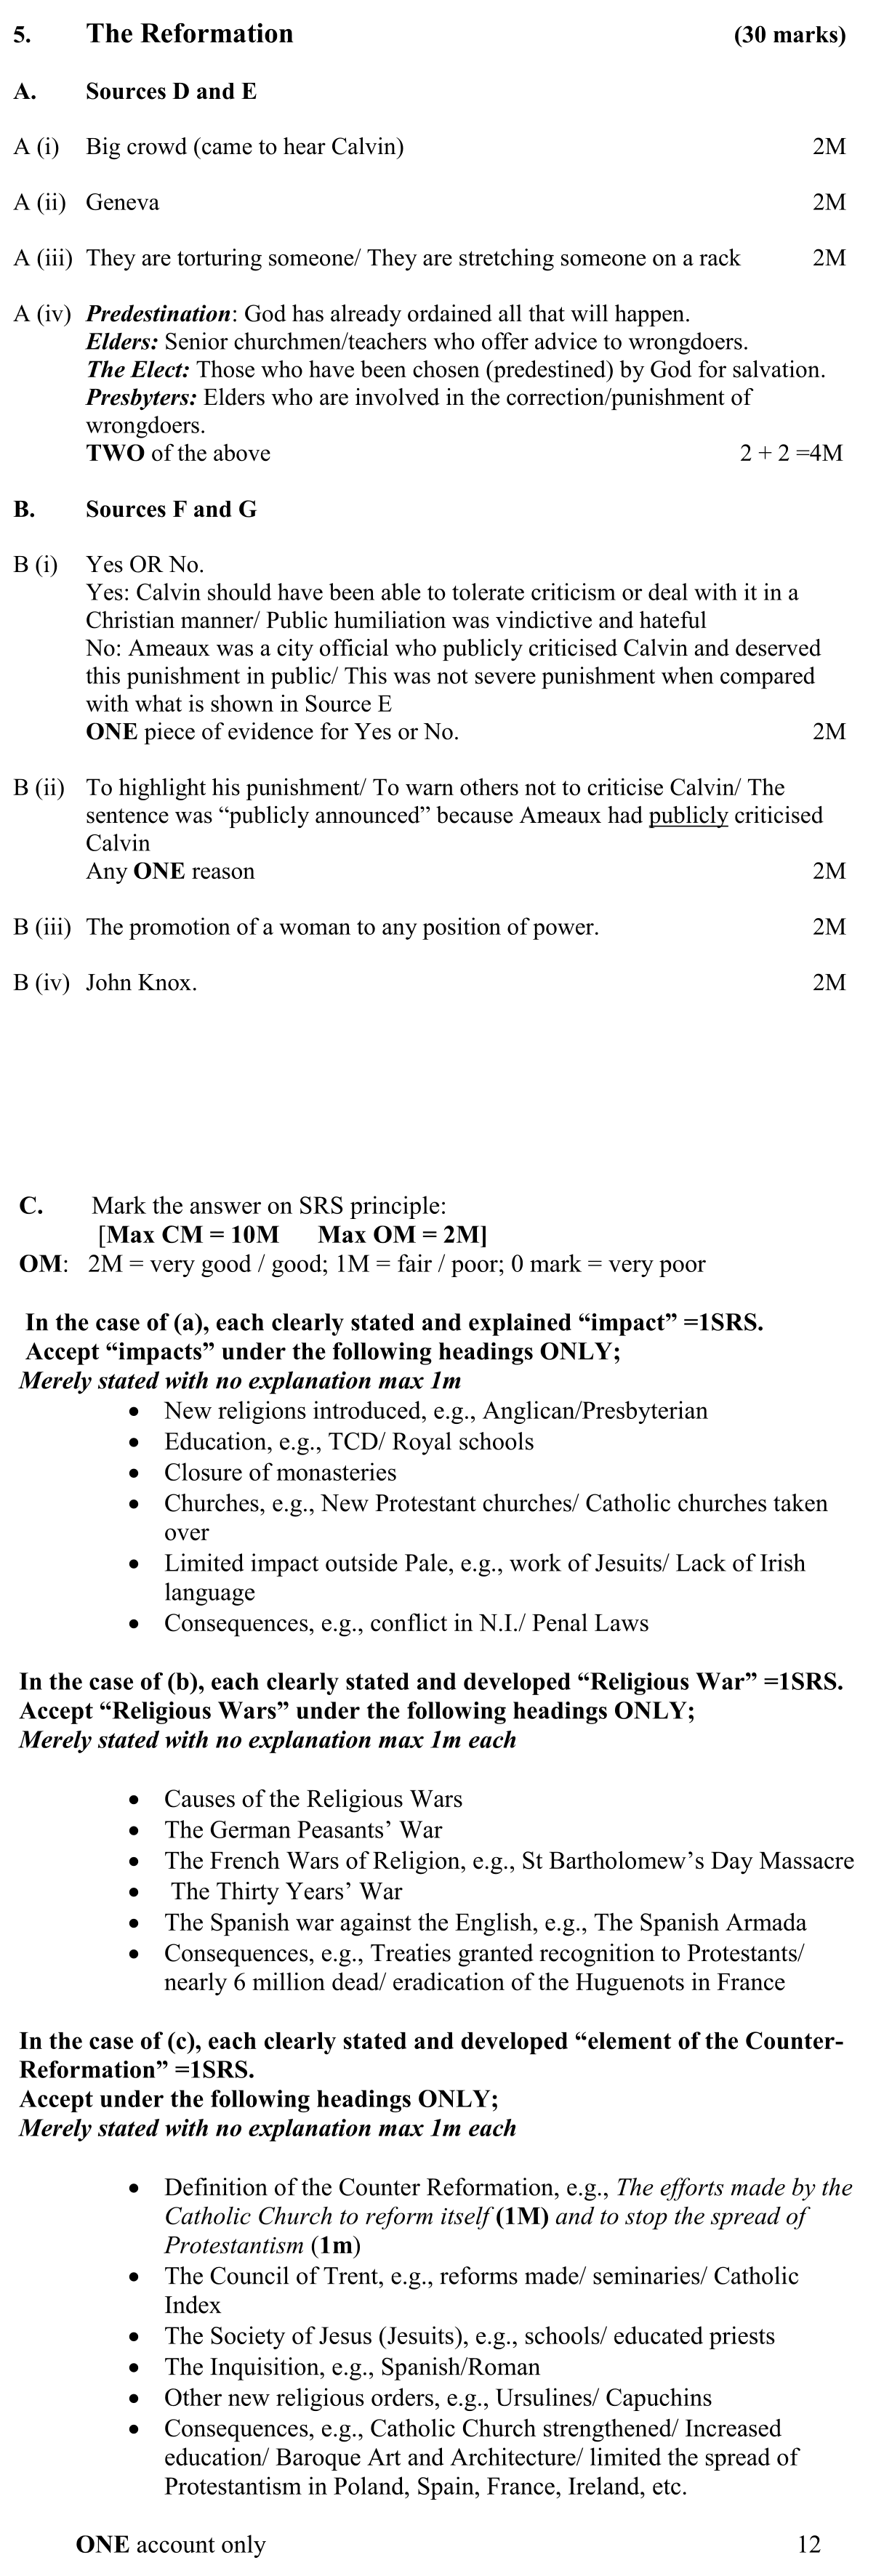 5. The Reformation (30 marks)
A. Sources D and E
A (i) Big crowd (came to hear Calvin) 2M
A (ii) Geneva 2M
A (iii) They are torturing someone/ They are stretching someone on a rack 2M
A (iv) Predestination: God has already ordained all that will happen.
Elders: Senior churchmen/teachers who offer advice to wrongdoers.
The Elect: Those who have been chosen (predestined) by God for salvation.
Presbyters: Elders who are involved in the correction/punishment of
wrongdoers.
TWO of the above 2 + 2 =4M
B. Sources F and G
B (i) Yes OR No.
Yes: Calvin should have been able to tolerate criticism or deal with it in a
Christian manner/ Public humiliation was vindictive and hateful
No: Ameaux was a city official who publicly criticised Calvin and deserved
this punishment in public/ This was not severe punishment when compared
with what is shown in Source E
ONE piece of evidence for Yes or No. 2M
B (ii) To highlight his punishment/ To warn others not to criticise Calvin/ The
sentence was “publicly announced” because Ameaux had publicly criticised
Calvin
Any ONE reason 2M
B (iii) The promotion of a woman to any position of power. 2M
B (iv) John Knox. 2M
C. Mark the answer on SRS principle:
[Max CM = 10M Max OM = 2M]
OM: 2M = very good / good; 1M = fair / poor; 0 mark = very poor
In the case of (a), each clearly stated and explained “impact” =1SRS.
Accept “impacts” under the following headings ONLY;
Merely stated with no explanation max 1m
• New religions introduced, e.g., Anglican/Presbyterian
• Education, e.g., TCD/ Royal schools
• Closure of monasteries
• Churches, e.g., New Protestant churches/ Catholic churches taken
over
• Limited impact outside Pale, e.g., work of Jesuits/ Lack of Irish
language
• Consequences, e.g., conflict in N.I./ Penal Laws
In the case of (b), each clearly stated and developed “Religious War” =1SRS.
Accept “Religious Wars” under the following headings ONLY;
Merely stated with no explanation max 1m each
• Causes of the Religious Wars
• The German Peasants’ War
• The French Wars of Religion, e.g., St Bartholomew’s Day Massacre
• The Thirty Years’ War
• The Spanish war against the English, e.g., The Spanish Armada
• Consequences, e.g., Treaties granted recognition to Protestants/
nearly 6 million dead/ eradication of the Huguenots in France
In the case of (c), each clearly stated and developed “element of the Counter-
Reformation” =1SRS.
Accept under the following headings ONLY;
Merely stated with no explanation max 1m each
• Definition of the Counter Reformation, e.g., The efforts made by the
Catholic Church to reform itself (1M) and to stop the spread of
Protestantism (1m)
• The Council of Trent, e.g., reforms made/ seminaries/ Catholic
Index
• The Society of Jesus (Jesuits), e.g., schools/ educated priests
• The Inquisition, e.g., Spanish/Roman
• Other new religious orders, e.g., Ursulines/ Capuchins
• Consequences, e.g., Catholic Church strengthened/ Increased
education/ Baroque Art and Architecture/ limited the spread of
Protestantism in Poland, Spain, France, Ireland, etc.
ONE account only 12